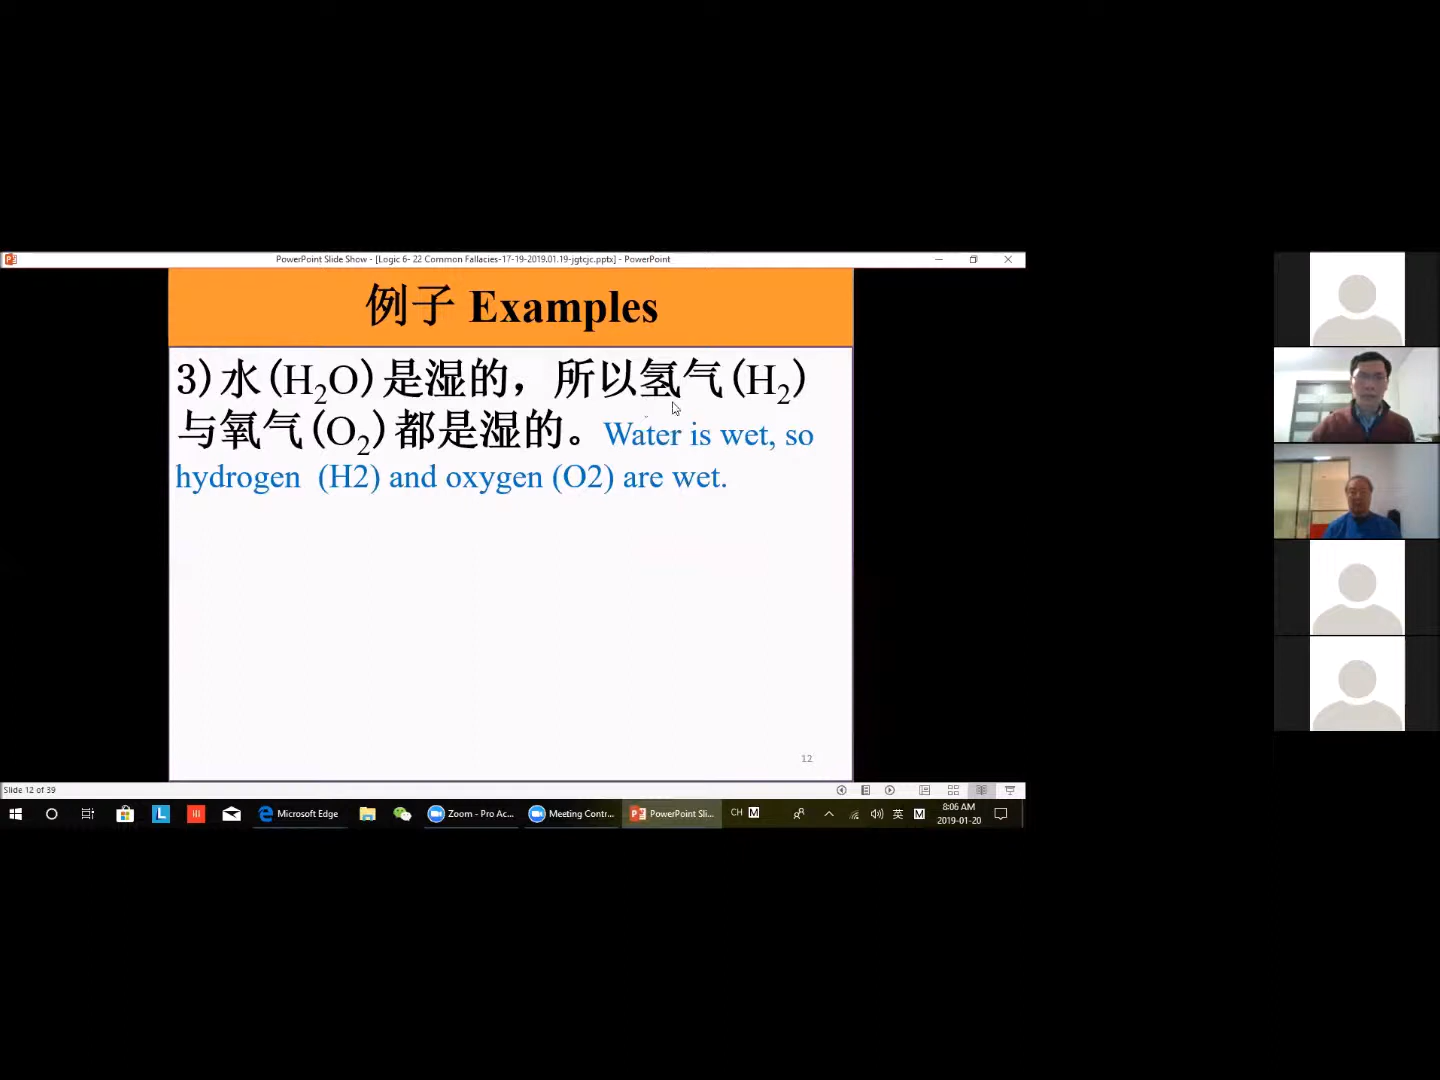 PowerPoint Slide Show - [Logic 6- 22 Common Fallacies-17-19-2019.01.19-jgtcjc.pptx] - PowerPoint
例子 Examples
3)水(H₂O)是湿的，所以氢气(H₂)
与氧气(O₂)都是湿的。Water is wet, so
hydrogen (H2) and oxygen (O2) are wet.
12
Slide 12 of 39
Microsoft Edge
Zoom - Pro Ac...
Meeting Contr...
PowerPoint Sli...
CH M
英
M
8:06 AM
2019-01-20